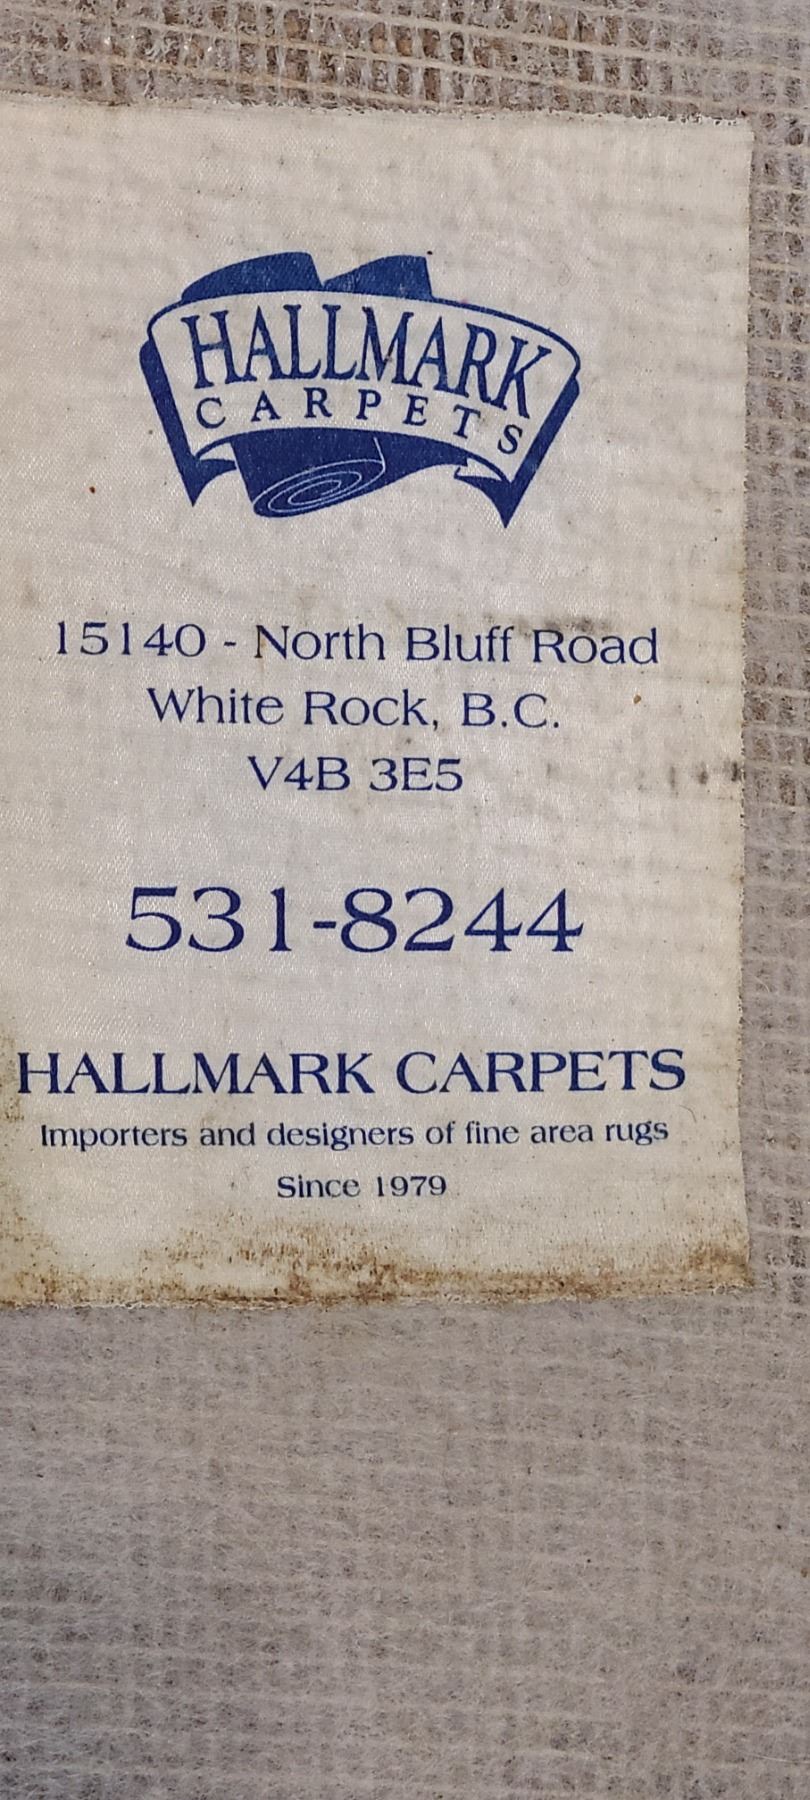 HALLMARK
CARPETS
15140 - North Bluff Road
White Rock, B.C.
V4B 3E5
531-8244
HALLMARK CARPETS
Importers and designers of fine area rugs
Since 1979